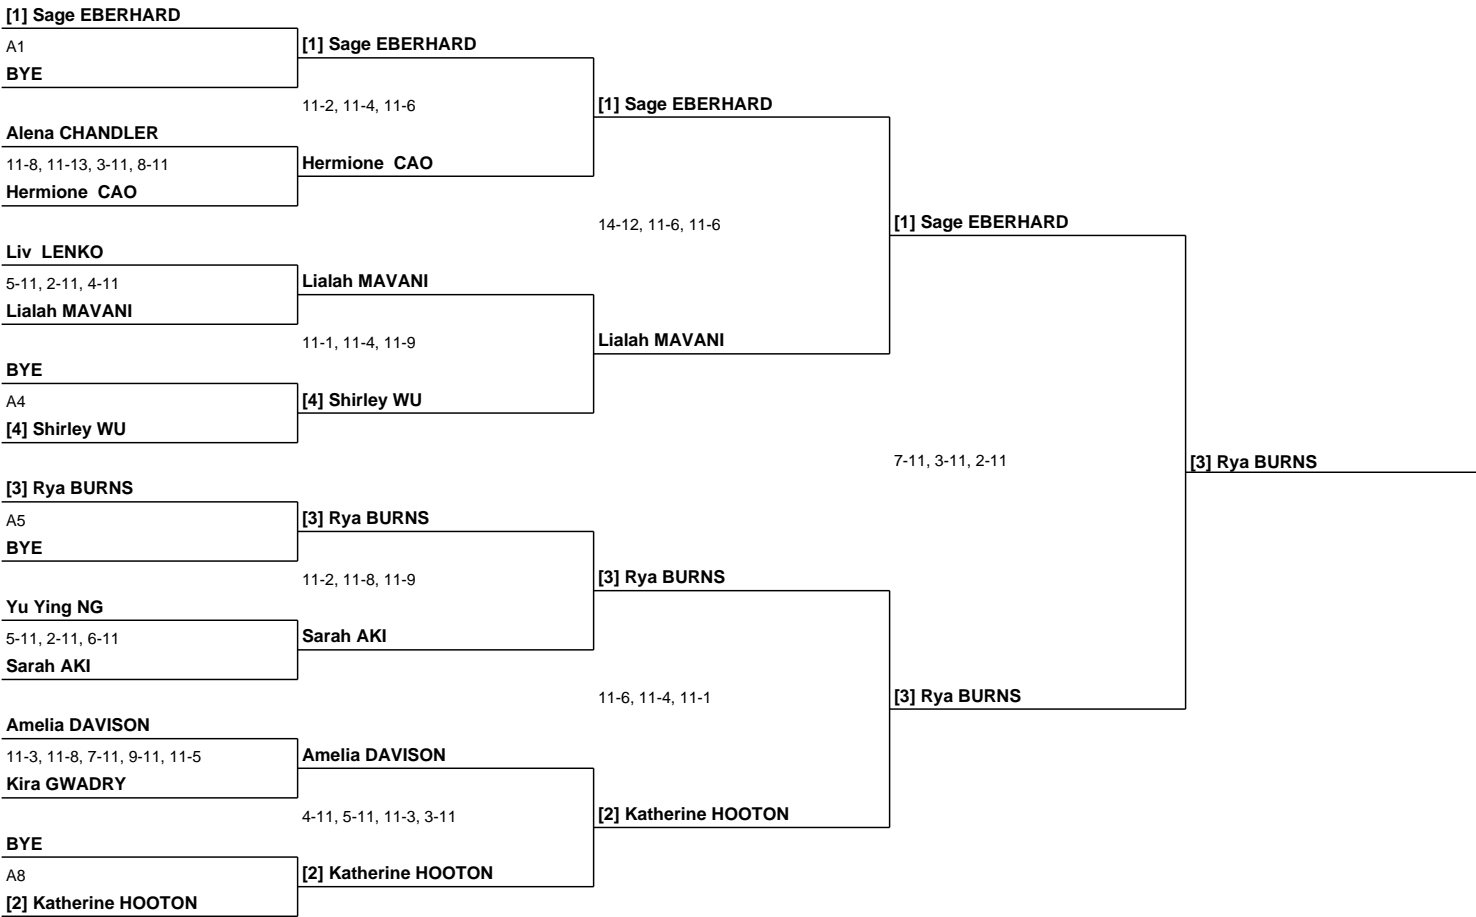 [1] Sage EBERHARD
A1
BYE
Alena CHANDLER
11-8, 11-13, 3-11, 8-11
Hermione  CAO
Liv  LENKO
5-11, 2-11, 4-11
Lialah MAVANI
BYE
A4
[4] Shirley WU
[3] Rya BURNS
A5
BYE
Yu Ying NG
5-11, 2-11, 6-11
Sarah AKI
Amelia DAVISON
11-3, 11-8, 7-11, 9-11, 11-5
Kira GWADRY
BYE
A8
[2] Katherine HOOTON
[1] Sage EBERHARD
11-2, 11-4, 11-6
Hermione  CAO
Lialah MAVANI
11-1, 11-4, 11-9
[4] Shirley WU
[3] Rya BURNS
11-2, 11-8, 11-9
Sarah AKI
Amelia DAVISON
4-11, 5-11, 11-3, 3-11
[2] Katherine HOOTON
[1] Sage EBERHARD
14-12, 11-6, 11-6
Lialah MAVANI
[3] Rya BURNS
11-6, 11-4, 11-1
[2] Katherine HOOTON
[1] Sage EBERHARD
7-11, 3-11, 2-11
[3] Rya BURNS
[3] Rya BURNS